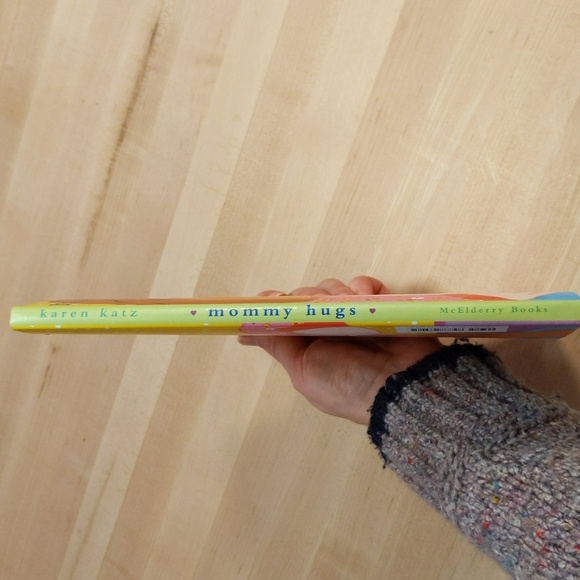 karen katz ♥ mommy hugs ♥ McElderry Books